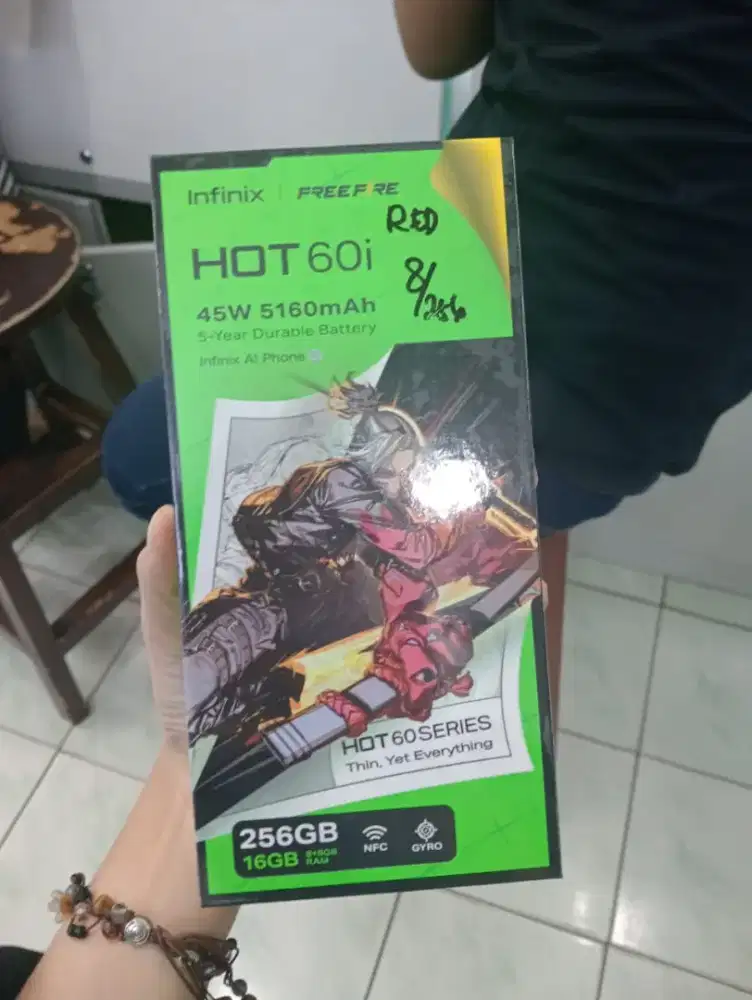 Infinix | FREE FIRE
RED
HOT 60i
8/256
45W 5160mAh
5-Year Durable Battery
Infinix AI Phone
HOT 60 SERIES
Thin, Yet Everything
256GB
16GB 8+8GB RAM
NFC
GYRO